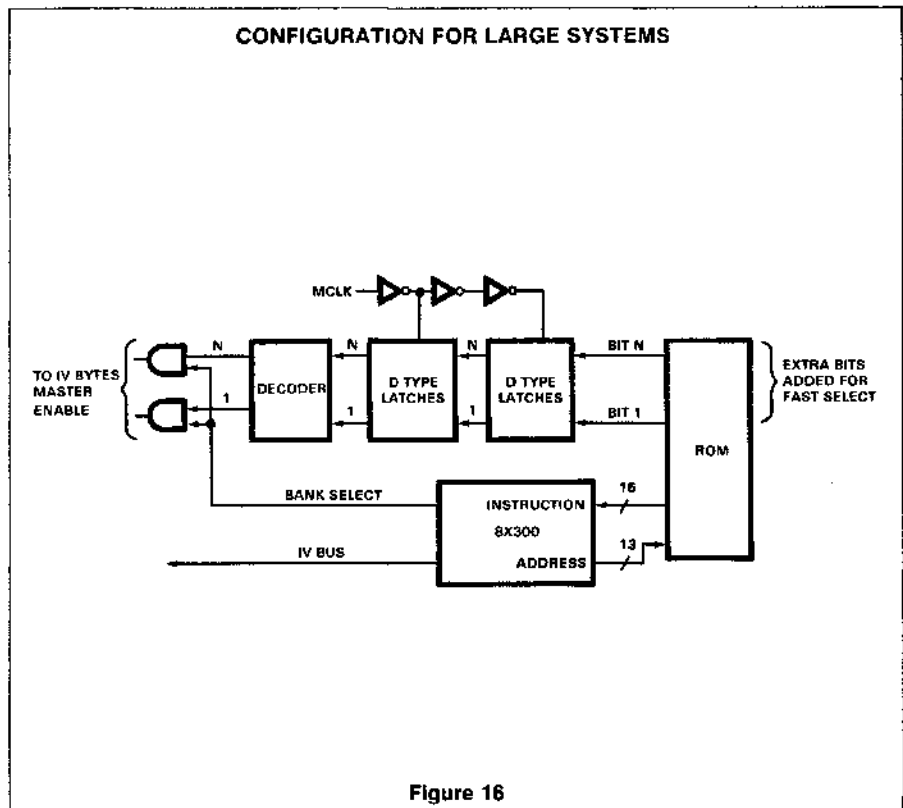 CONFIGURATION FOR LARGE SYSTEMS
MCLK
N
N
N
BIT N
TO IV BYTES
MASTER
ENABLE
DECODER
D TYPE
LATCHES
D TYPE
LATCHES
EXTRA BITS
ADDED FOR
FAST SELECT
1
1
1
BIT 1
ROM
BANK SELECT
INSTRUCTION
16
8X300
IV BUS
ADDRESS
13
Figure 16